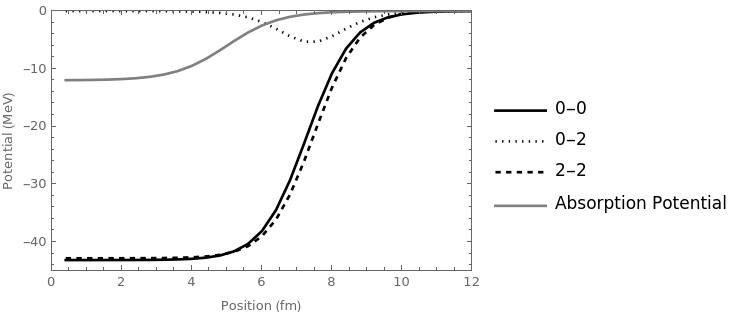 0
−10
−20
−30
−40
0 2 4 6 8 10 12
Potential (MeV)
Position (fm)
0–0
0–2
2–2
Absorption Potential